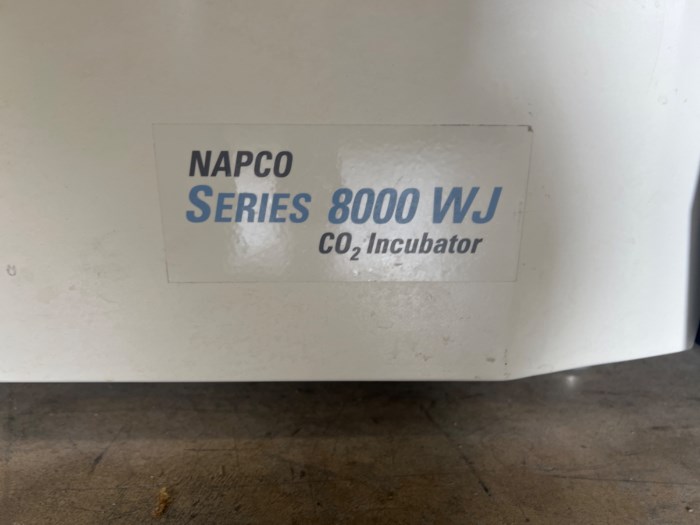 NAPCO
SERIES 8000 WJ
CO₂ Incubator